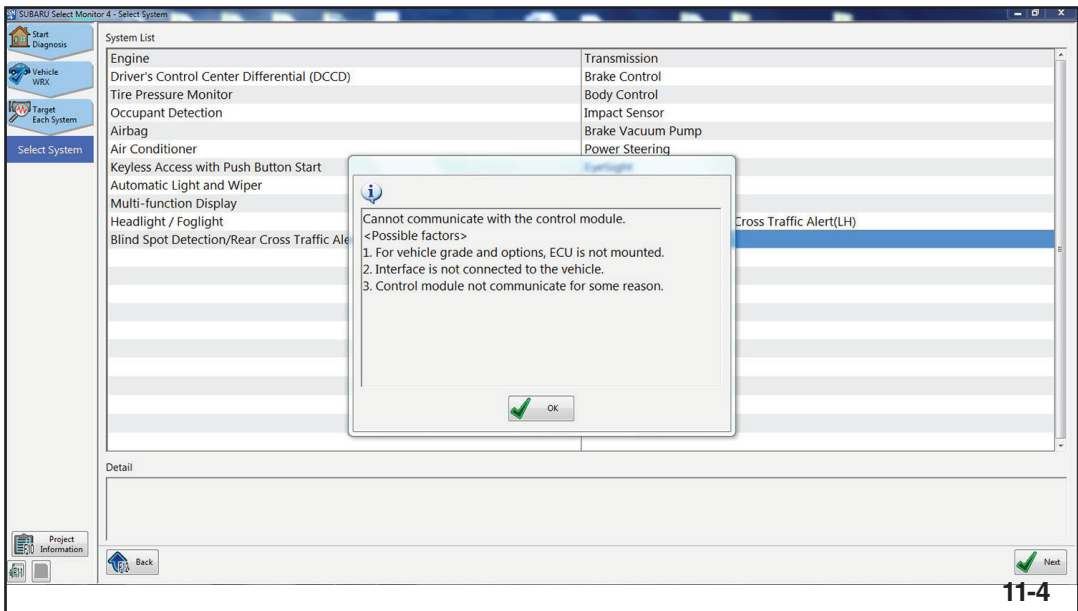 SUBARU Select Monitor 4 - Select System
Start
Diagnosis
Vehicle
WRX
Target
Each System
Select System
System List
Engine
Transmission
Driver's Control Center Differential (DCCD)
Brake Control
Tire Pressure Monitor
Body Control
Occupant Detection
Impact Sensor
Airbag
Brake Vacuum Pump
Air Conditioner
Power Steering
Keyless Access with Push Button Start
EyeSight
Automatic Light and Wiper
Multi-function Display
Headlight / Foglight
Cross Traffic Alert(LH)
Blind Spot Detection/Rear Cross Traffic Ale
Cannot communicate with the control module.
<Possible factors>
1. For vehicle grade and options, ECU is not mounted.
2. Interface is not connected to the vehicle.
3. Control module not communicate for some reason.
OK
Detail
Project
Information
F10
Back
F11
Next
11-4